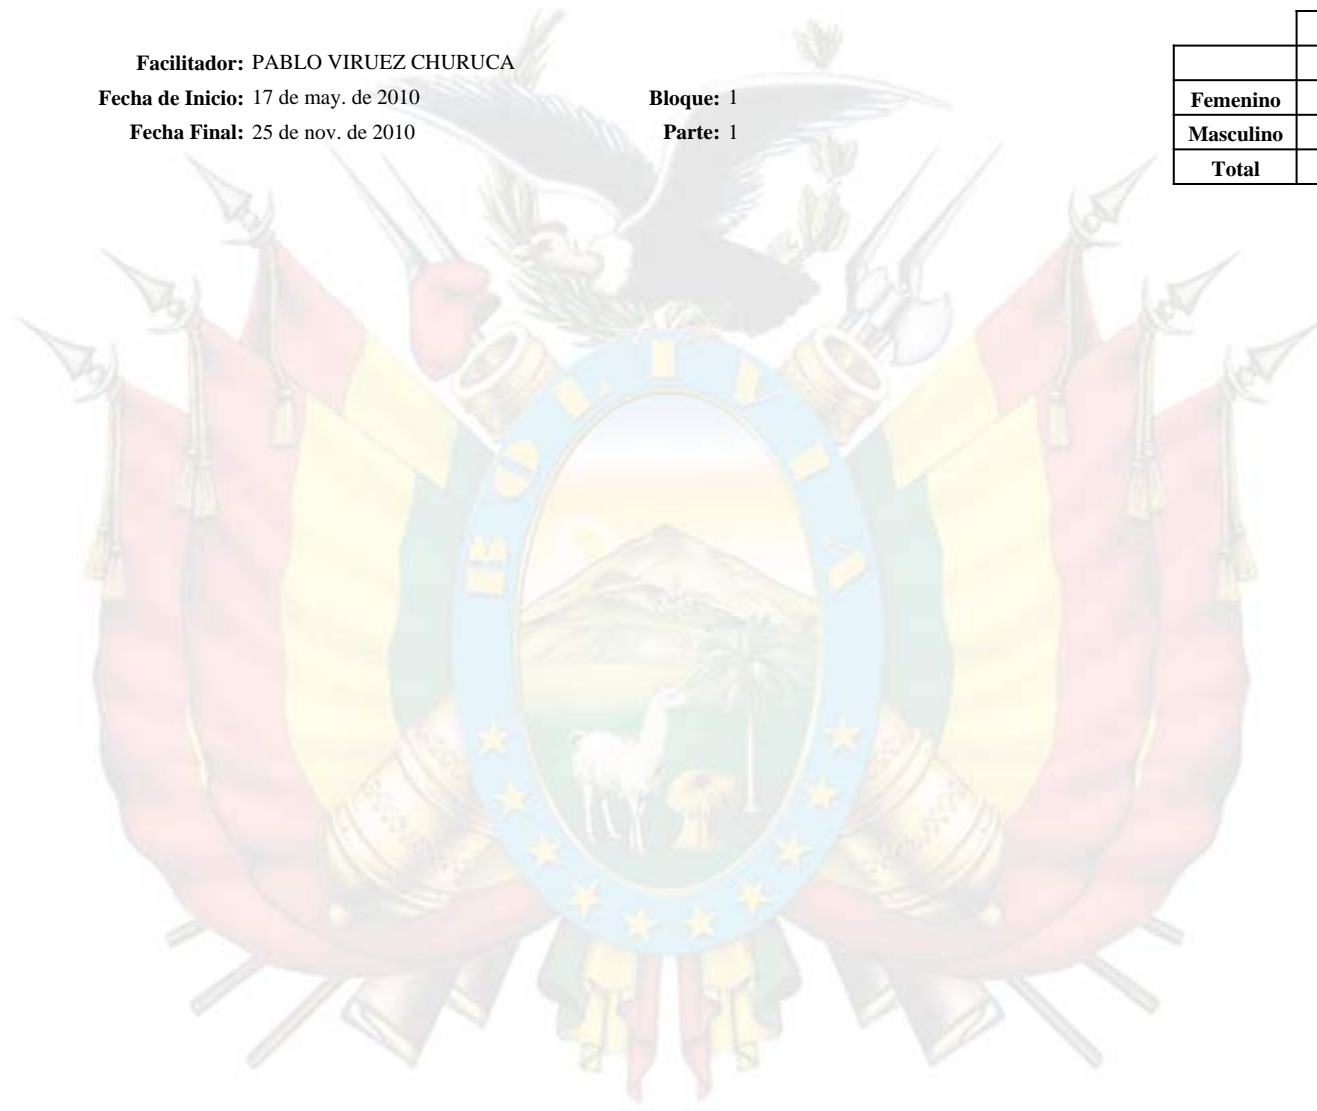 Facilitador: PABLO VIRUEZ CHURUCA
Fecha de Inicio: 17 de may. de 2010 Bloque: 1
Fecha Final: 25 de nov. de 2010 Parte: 1
Femenino
Masculino
Total
BOLIVIA